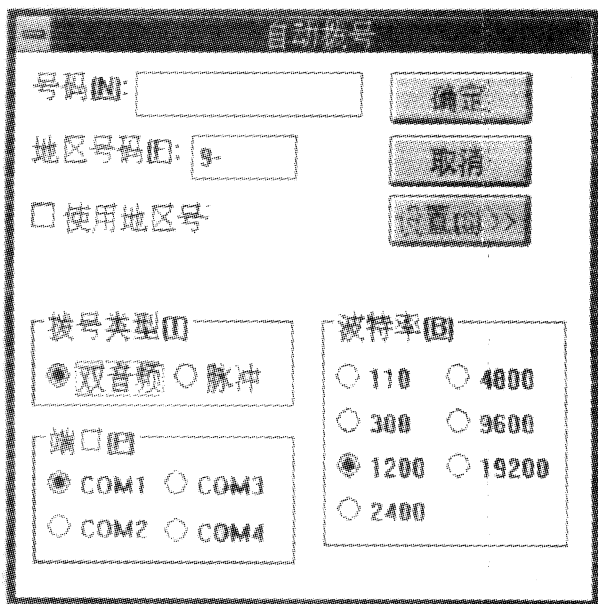 自动拨号
号码(N):
确定
地区号码(F): 9-
取消
使用地区号
设置(S)>>
拨号类型(T)
双音频 脉冲
端口(P)
COM1 COM3
COM2 COM4
波特率(B)
110 4800
300 9600
1200 19200
2400